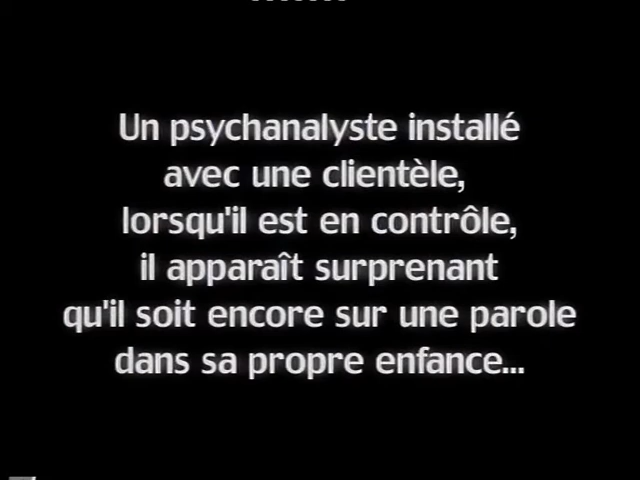 Un psychanalyste installé
avec une clientèle,
lorsqu'il est en contrôle,
il apparaît surprenant
qu'il soit encore sur une parole
dans sa propre enfance...